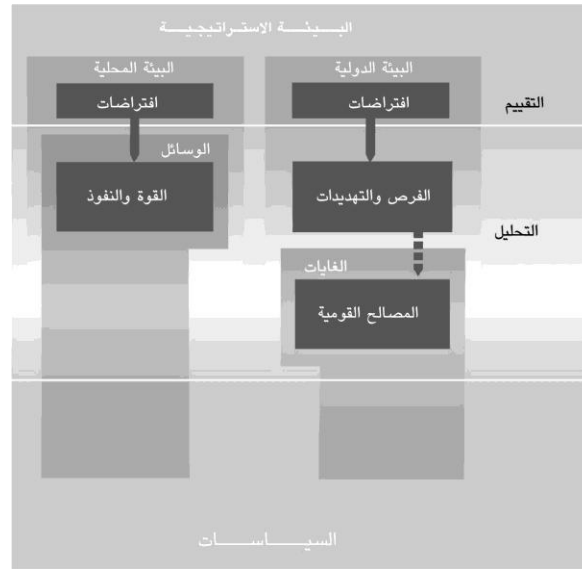 البيئة الاستراتيجية
البيئة الدولية
البيئة المحلية
افتراضات
افتراضات
التقييم
الوسائل
الفرص والتهديدات
القوة والنفوذ
التحليل
الغايات
المصالح القومية
السياسات